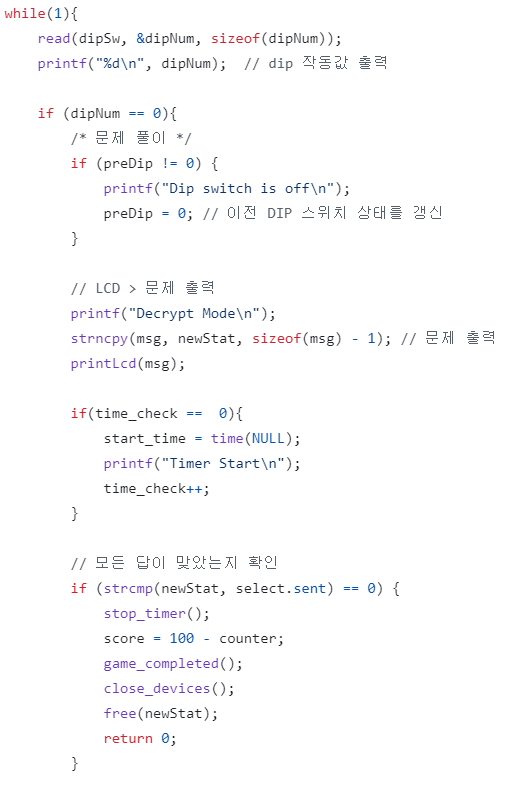 while(1){
    read(dipSw, &dipNum, sizeof(dipNum));
    printf("%d\n", dipNum);  // dip 작동값 출력

    if (dipNum == 0){
        /* 문제 풀이 */
        if (preDip != 0) {
            printf("Dip switch is off\n");
            preDip = 0; // 이전 DIP 스위치 상태를 갱신
        }

        // LCD > 문제 출력
        printf("Decrypt Mode\n");
        strncpy(msg, newStat, sizeof(msg) - 1); // 문제 출력
        printLcd(msg);

        if(time_check ==  0){
            start_time = time(NULL);
            printf("Timer Start\n");
            time_check++;
        }

        // 모든 답이 맞았는지 확인
        if (strcmp(newStat, select.sent) == 0) {
            stop_timer();
            score = 100 - counter;
            game_completed();
            close_devices();
            free(newStat);
            return 0;
        }